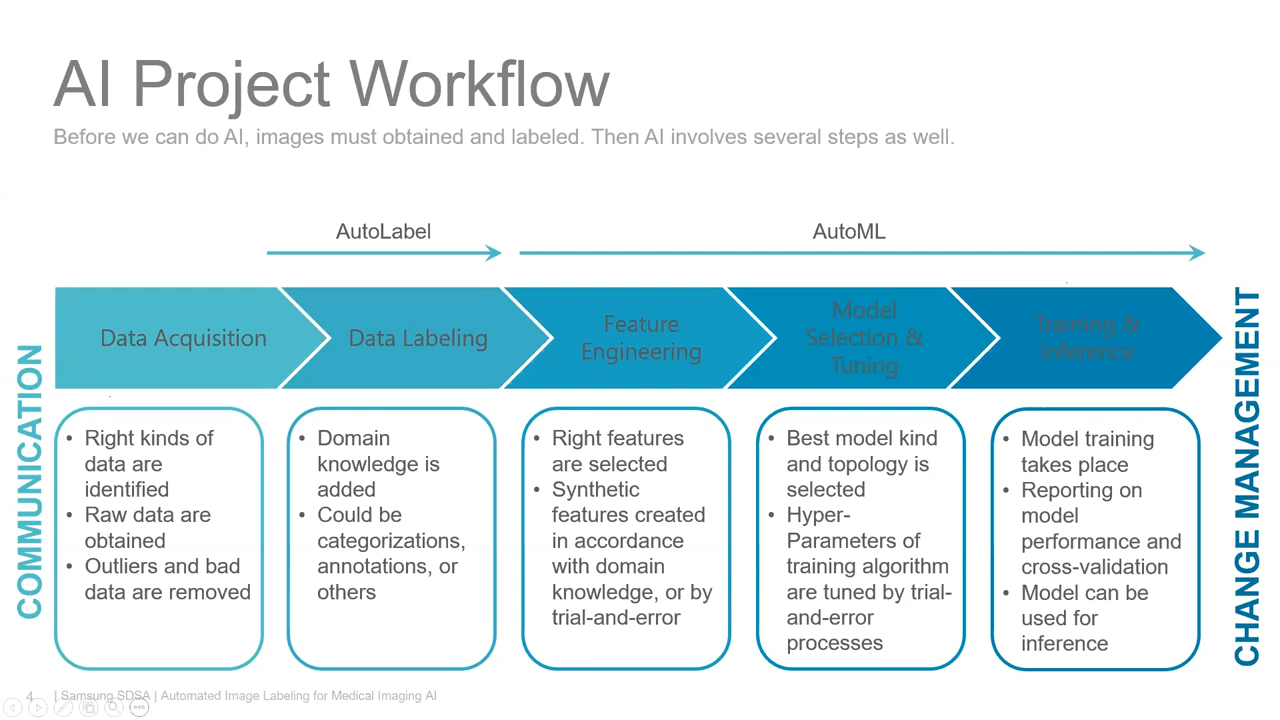 AI Project Workflow
Before we can do AI, images must obtained and labeled. Then AI involves several steps as well.
AutoLabel
AutoML
Data Acquisition
Data Labeling
Feature
Engineering
Model
Selection &
Tuning
Training &
Inference
COMMUNICATION
• Right kinds of
data are
identified
• Raw data are
obtained
• Outliers and bad
data are removed
• Domain
knowledge is
added
• Could be
categorizations,
annotations, or
others
• Right features
are selected
• Synthetic
features created
in accordance
with domain
knowledge, or by
trial-and-error
• Best model kind
and topology is
selected
• Hyper-
Parameters of
training algorithm
are tuned by trial-
and-error
processes
• Model training
takes place
• Reporting on
model
performance and
cross-validation
• Model can be
used for
inference
CHANGE MANAGEMENT
4 | Samsung SDSA | Automated Image Labeling for Medical Imaging AI